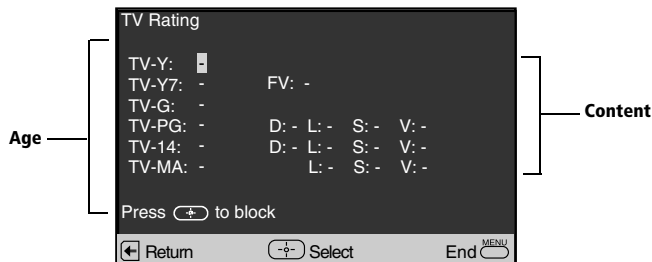 TV Rating
TV-Y: -
TV-Y7: - FV: -
TV-G: -
TV-PG: - D: - L: - S: - V: -
TV-14: - D: - L: - S: - V: -
TV-MA: - L: - S: - V: -
Age
Content
Press to block
Return Select End MENU